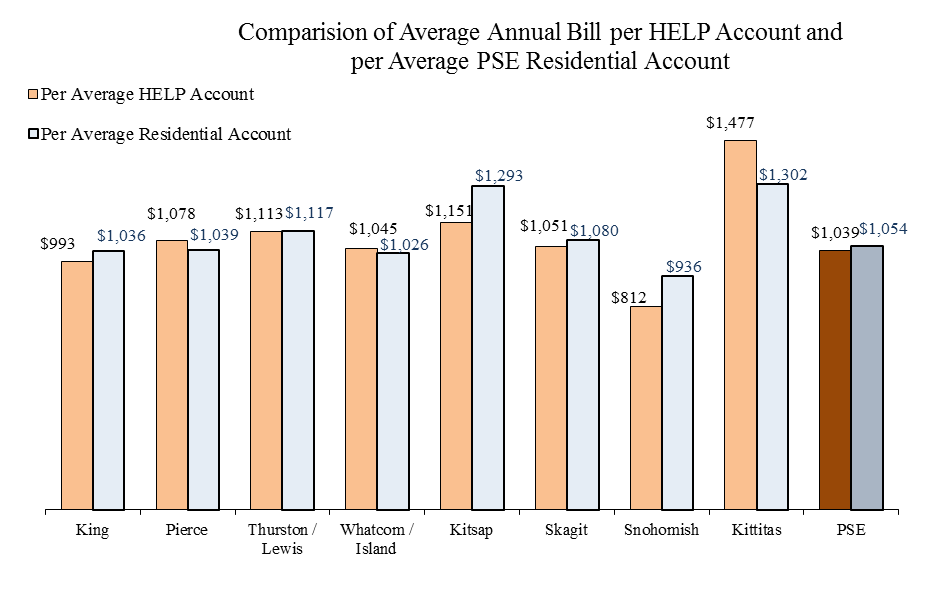 Comparision of Average Annual Bill per HELP Account and
per Average PSE Residential Account
Per Average HELP Account
Per Average Residential Account
$993 $1,036
$1,078 $1,039
$1,113 $1,117
$1,045 $1,026
$1,151 $1,293
$1,051 $1,080
$812 $936
$1,477 $1,302
$1,039 $1,054
King Pierce Thurston / Whatcom / Kitsap Skagit Snohomish Kittitas PSE
Lewis Island